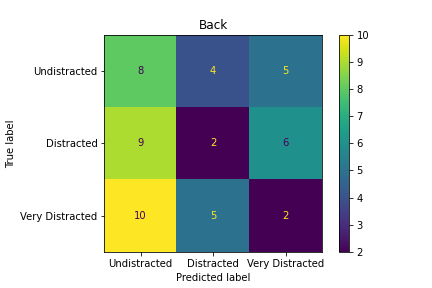 Back
Undistracted 8 4 5
Distracted 9 2 6
Very Distracted 10 5 2
Undistracted Distracted Very Distracted
Predicted label
True label
10
9
8
7
6
5
4
3
2